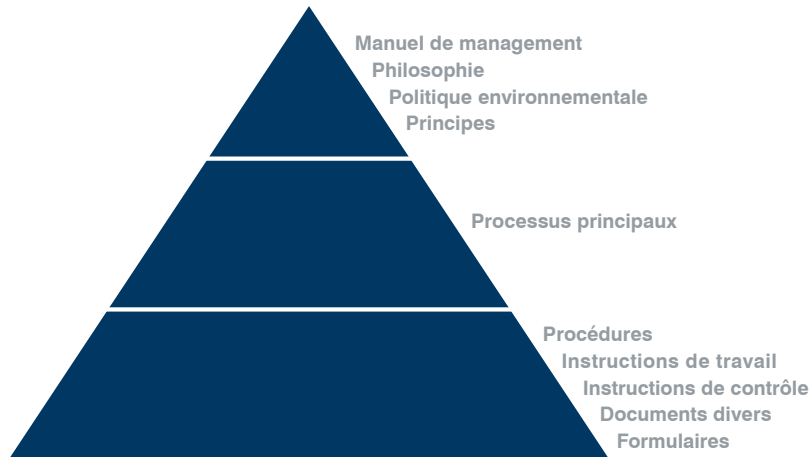 Manuel de management
Philosophie
Politique environnementale
Principes
Processus principaux
Procédures
Instructions de travail
Instructions de contrôle
Documents divers
Formulaires